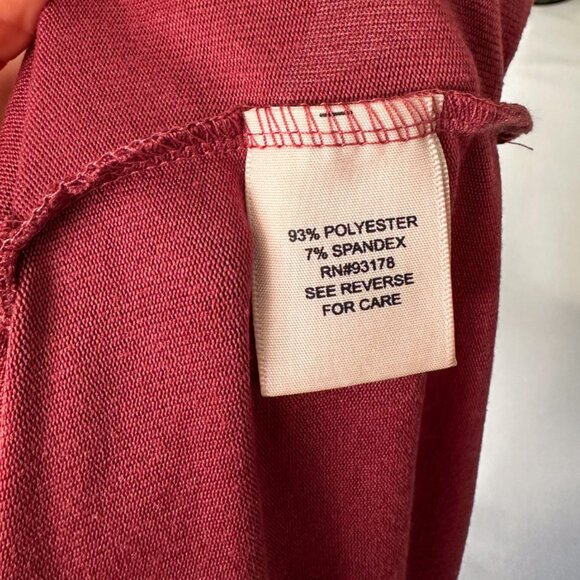 93% POLYESTER
7% SPANDEX
RN#93178
SEE REVERSE
FOR CARE